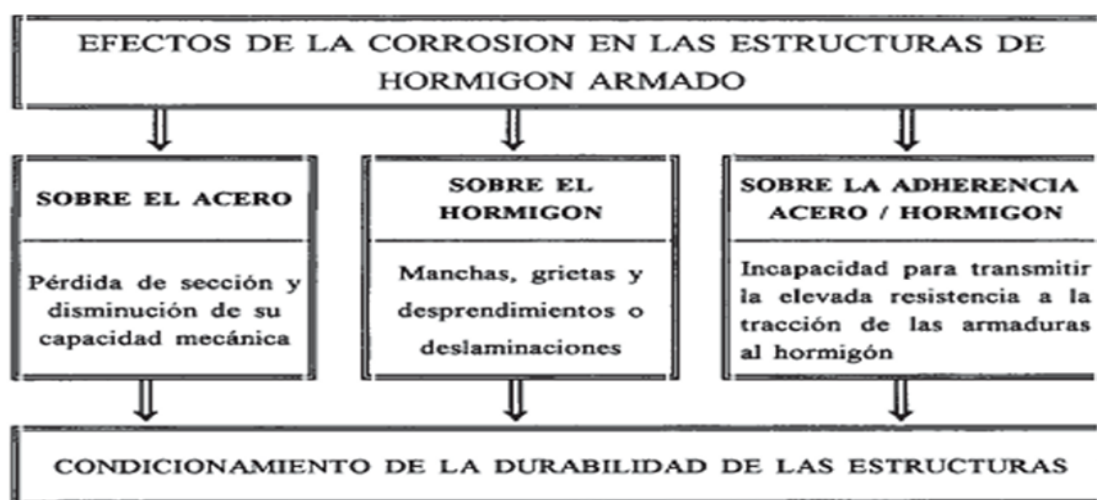 EFECTOS DE LA CORROSION EN LAS ESTRUCTURAS DE
HORMIGON ARMADO
SOBRE EL ACERO
Pérdida de sección y
disminución de su
capacidad mecánica
SOBRE EL
HORMIGON
Manchas, grietas y
desprendimientos o
deslaminaciones
SOBRE LA ADHERENCIA
ACERO / HORMIGON
Incapacidad para transmitir
la elevada resistencia a la
tracción de las armaduras
al hormigón
CONDICIONAMIENTO DE LA DURABILIDAD DE LAS ESTRUCTURAS